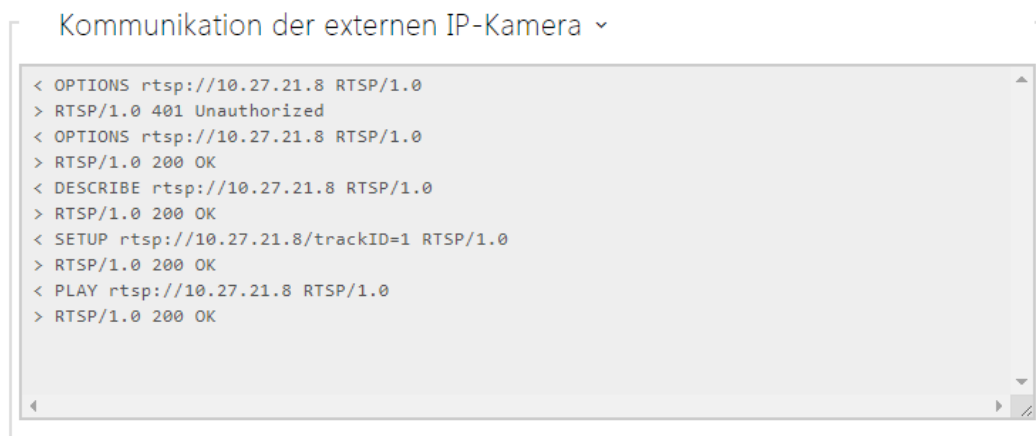 Kommunikation der externen IP-Kamera
< OPTIONS rtsp://10.27.21.8 RTSP/1.0
> RTSP/1.0 401 Unauthorized
< OPTIONS rtsp://10.27.21.8 RTSP/1.0
> RTSP/1.0 200 OK
< DESCRIBE rtsp://10.27.21.8 RTSP/1.0
> RTSP/1.0 200 OK
< SETUP rtsp://10.27.21.8/trackID=1 RTSP/1.0
> RTSP/1.0 200 OK
< PLAY rtsp://10.27.21.8 RTSP/1.0
> RTSP/1.0 200 OK